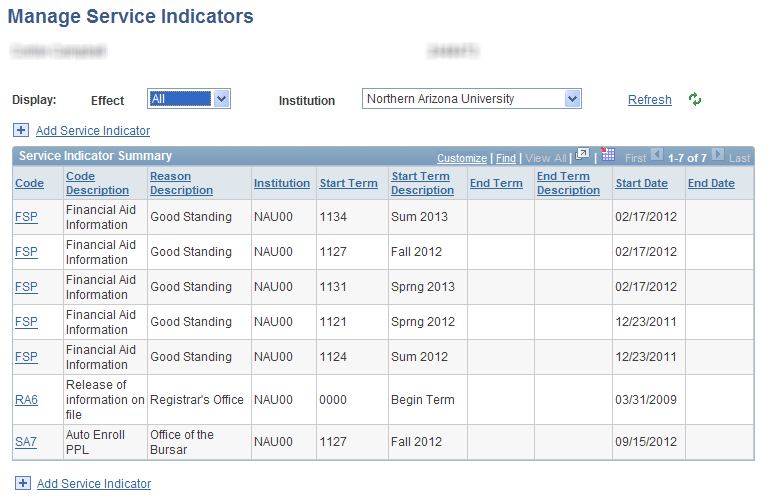 Manage Service Indicators
Display: Effect All Institution Northern Arizona University Refresh
Add Service Indicator
Service Indicator Summary Customize | Find | View All | | First 1-7 of 7 Last
Code Code Description Reason Description Institution Start Term Start Term Description End Term End Term Description Start Date End Date
FSP Financial Aid Information Good Standing NAU00 1134 Sum 2013 02/17/2012
FSP Financial Aid Information Good Standing NAU00 1127 Fall 2012 02/17/2012
FSP Financial Aid Information Good Standing NAU00 1131 Sprng 2013 02/17/2012
FSP Financial Aid Information Good Standing NAU00 1121 Sprng 2012 12/23/2011
FSP Financial Aid Information Good Standing NAU00 1124 Sum 2012 12/23/2011
RA6 Release of information on file Registrar's Office NAU00 0000 Begin Term 03/31/2009
SA7 Auto Enroll PPL Office of the Bursar NAU00 1127 Fall 2012 09/15/2012
Add Service Indicator